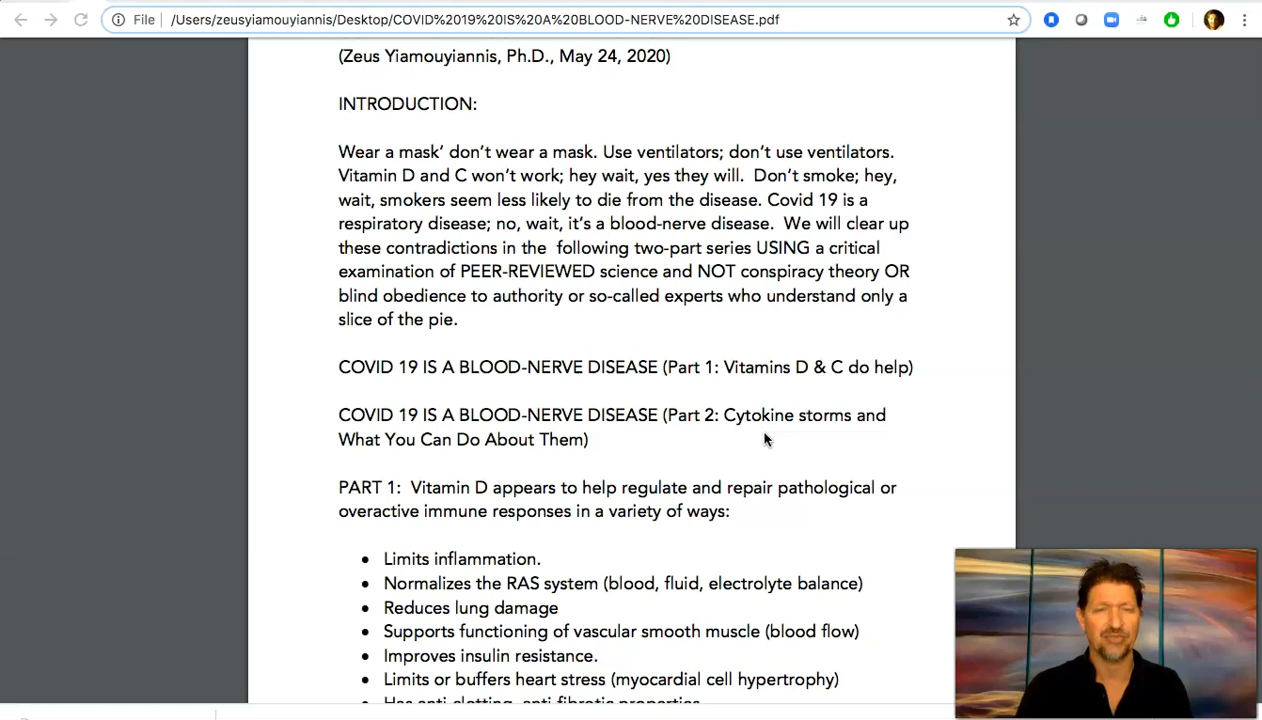 File
/Users/zeusyiamouyiannis/Desktop/COVID%2019%20IS%20A%20BLOOD-NERVE%20DISEASE.pdf
(Zeus Yiamouyiannis, Ph.D., May 24, 2020)
INTRODUCTION:
Wear a mask’ don’t wear a mask. Use ventilators; don’t use ventilators.
Vitamin D and C won’t work; hey wait, yes they will.  Don’t smoke; hey,
wait, smokers seem less likely to die from the disease. Covid 19 is a
respiratory disease; no, wait, it’s a blood-nerve disease.  We will clear up
these contradictions in the  following two-part series USING a critical
examination of PEER-REVIEWED science and NOT conspiracy theory OR
blind obedience to authority or so-called experts who understand only a
slice of the pie.
COVID 19 IS A BLOOD-NERVE DISEASE (Part 1: Vitamins D & C do help)
COVID 19 IS A BLOOD-NERVE DISEASE (Part 2: Cytokine storms and
What You Can Do About Them)
PART 1:  Vitamin D appears to help regulate and repair pathological or
overactive immune responses in a variety of ways:
• Limits inflammation.
• Normalizes the RAS system (blood, fluid, electrolyte balance)
• Reduces lung damage
• Supports functioning of vascular smooth muscle (blood flow)
• Improves insulin resistance.
• Limits or buffers heart stress (myocardial cell hypertrophy)
• Has anti-clotting, anti-fibrotic properties